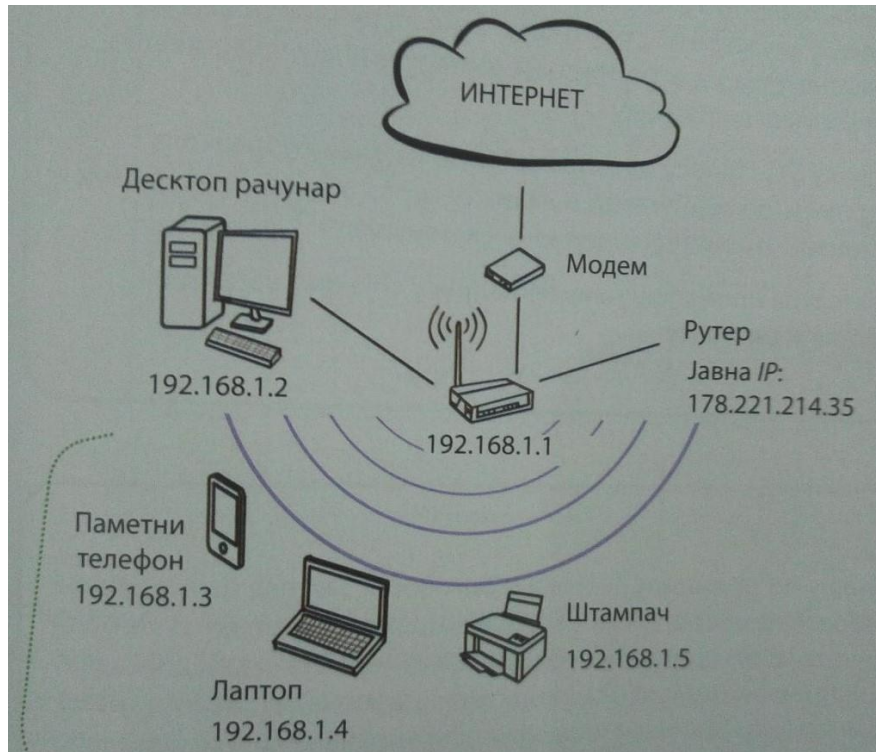 ИНТЕРНЕТ
Десктоп рачунар
192.168.1.2
Модем
Рутер
Јавна IP:
178.221.214.35
192.168.1.1
Паметни
телефон
192.168.1.3
Лаптоп
192.168.1.4
Штампач
192.168.1.5